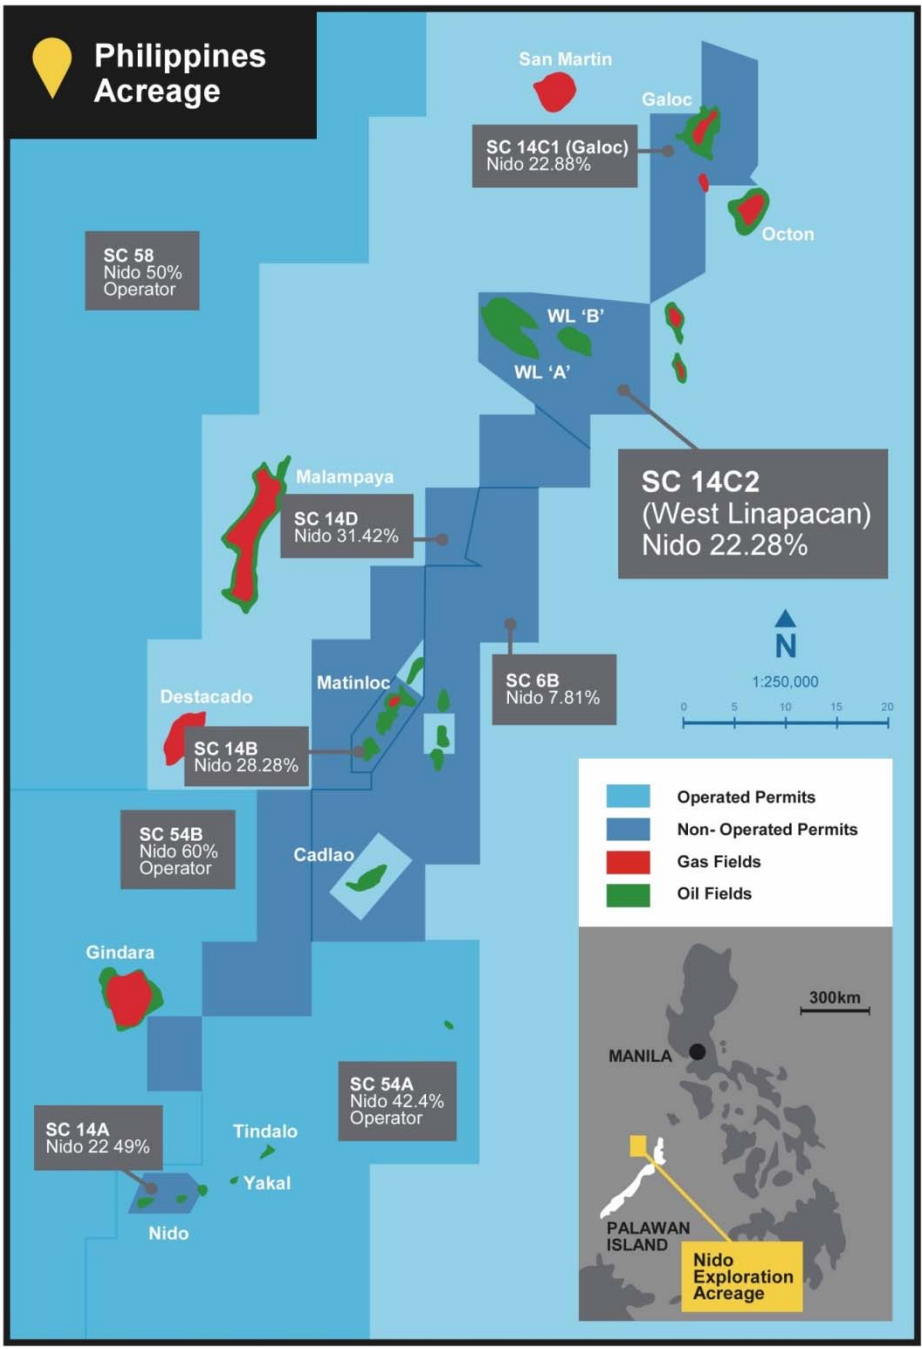 Philippines
Acreage
San Martin
Galoc
SC 14C1 (Galoc)
Nido 22.88%
Octon
SC 58
Nido 50%
Operator
WL ‘B’
WL ‘A’
SC 14C2
(West Linapacan)
Nido 22.28%
Malampaya
SC 14D
Nido 31.42%
N
1:250,000
0 5 10 15 20
SC 6B
Nido 7.81%
Matinloc
Destacado
SC 14B
Nido 28.28%
Operated Permits
Non- Operated Permits
Gas Fields
Oil Fields
SC 54B
Nido 60%
Operator
Cadlao
Gindara
SC 54A
Nido 42.4%
Operator
SC 14A
Nido 22 49%
Tindalo
Yakal
Nido
300km
MANILA
PALAWAN
ISLAND
Nido
Exploration
Acreage